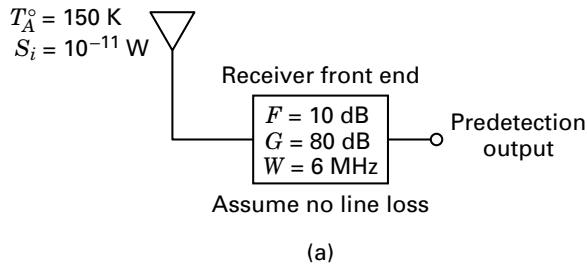 T°A = 150 K
Si = 10⁻¹¹ W
Receiver front end
F = 10 dB
G = 80 dB
W = 6 MHz
Predetection
output
Assume no line loss
(a)